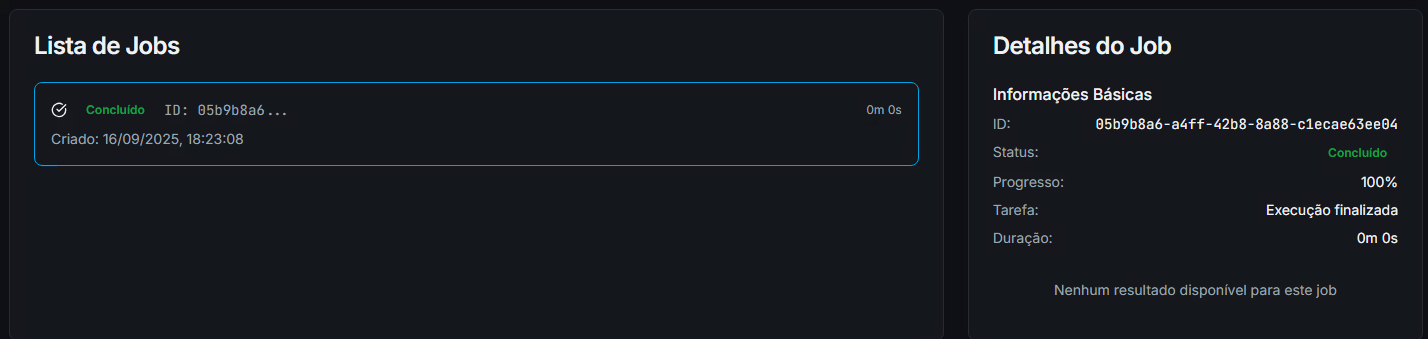 Lista de Jobs
Concluído ID: 05b9b8a6... 0m 0s
Criado: 16/09/2025, 18:23:08
Detalhes do Job
Informações Básicas
ID: 05b9b8a6-a4ff-42b8-8a88-c1ecae63ee04
Status: Concluído
Progresso: 100%
Tarefa: Execução finalizada
Duração: 0m 0s
Nenhum resultado disponível para este job